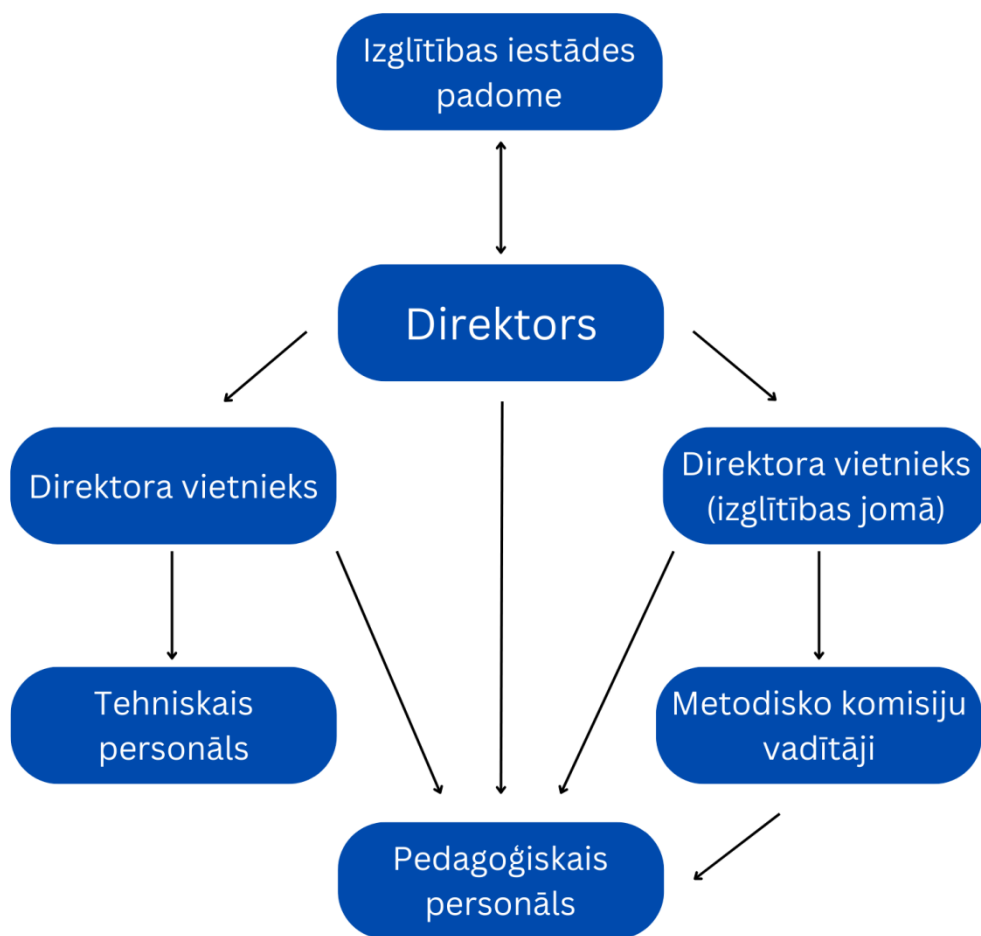 Izglītības iestādes
padome
Direktors
Direktora vietnieks
Direktora vietnieks
(izglītības jomā)
Tehniskais
personāls
Metodisko komisiju
vadītāji
Pedagoģiskais
personāls